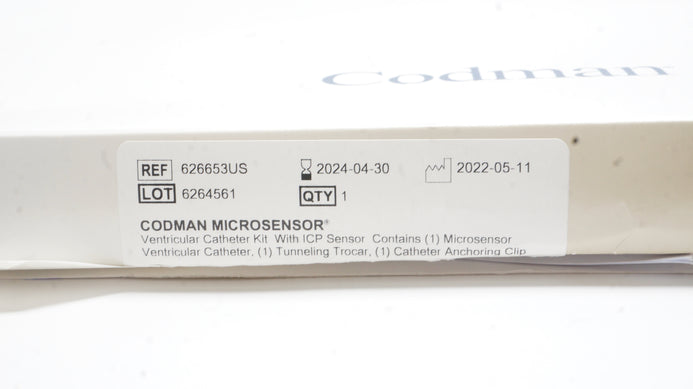 Codman
REF 626653US 2024-04-30 2022-05-11
LOT 6264561 QTY 1
CODMAN MICROSENSOR®
Ventricular Catheter Kit With ICP Sensor Contains (1) Microsensor
Ventricular Catheter, (1) Tunneling Trocar, (1) Catheter Anchoring Clip